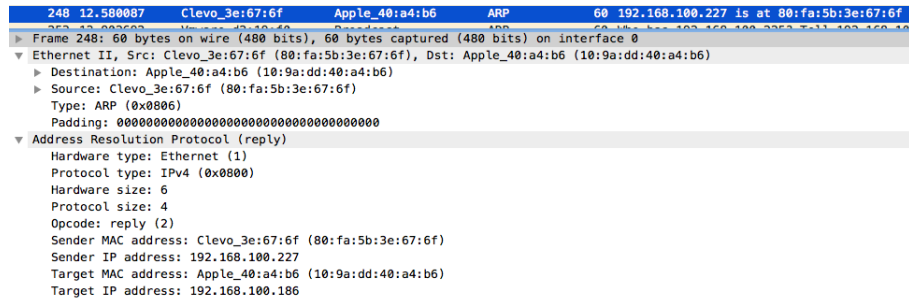 248 12.580087 Clevo_3e:67:6f Apple_40:a4:b6 ARP 60 192.168.100.227 is at 80:fa:5b:3e:67:6f
Frame 248: 60 bytes on wire (480 bits), 60 bytes captured (480 bits) on interface 0
Ethernet II, Src: Clevo_3e:67:6f (80:fa:5b:3e:67:6f), Dst: Apple_40:a4:b6 (10:9a:dd:40:a4:b6)
Destination: Apple_40:a4:b6 (10:9a:dd:40:a4:b6)
Source: Clevo_3e:67:6f (80:fa:5b:3e:67:6f)
Type: ARP (0x0806)
Padding: 000000000000000000000000000000000000
Address Resolution Protocol (reply)
Hardware type: Ethernet (1)
Protocol type: IPv4 (0x0800)
Hardware size: 6
Protocol size: 4
Opcode: reply (2)
Sender MAC address: Clevo_3e:67:6f (80:fa:5b:3e:67:6f)
Sender IP address: 192.168.100.227
Target MAC address: Apple_40:a4:b6 (10:9a:dd:40:a4:b6)
Target IP address: 192.168.100.186